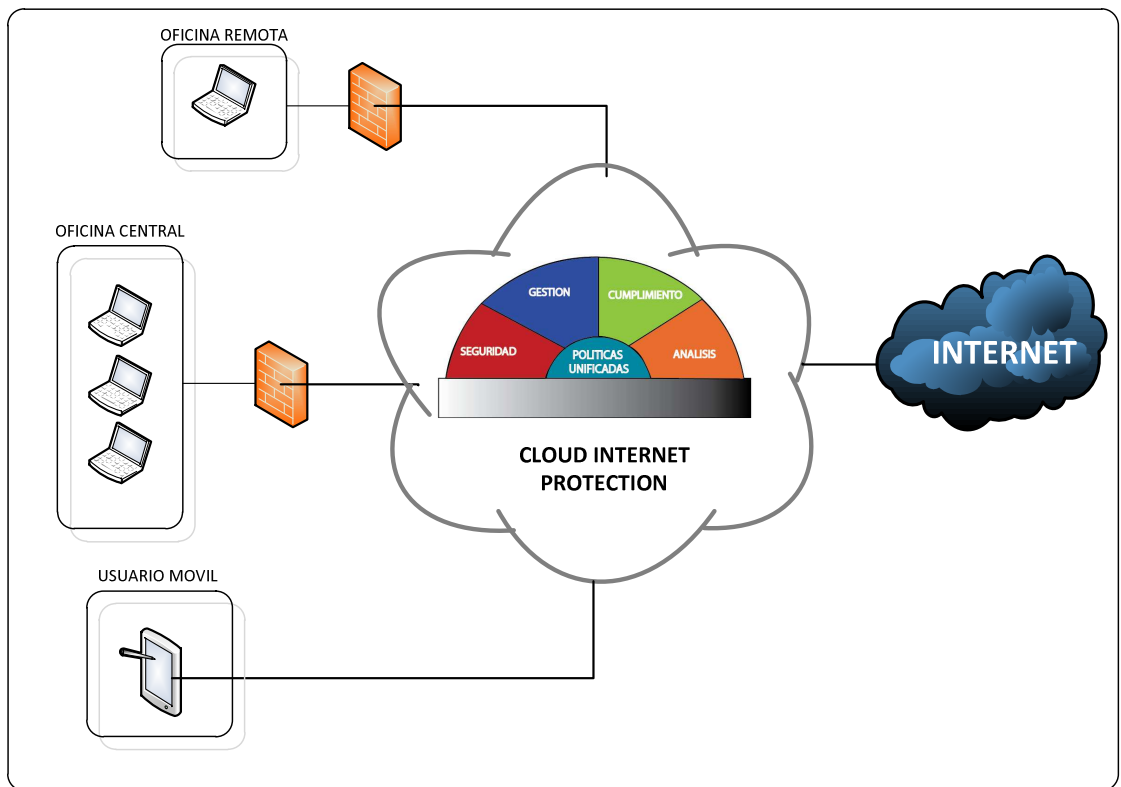 OFICINA REMOTA
OFICINA CENTRAL
GESTION
CUMPLIMIENTO
SEGURIDAD
POLITICAS
UNIFICADAS
ANALISIS
INTERNET
CLOUD INTERNET
PROTECTION
USUARIO MOVIL